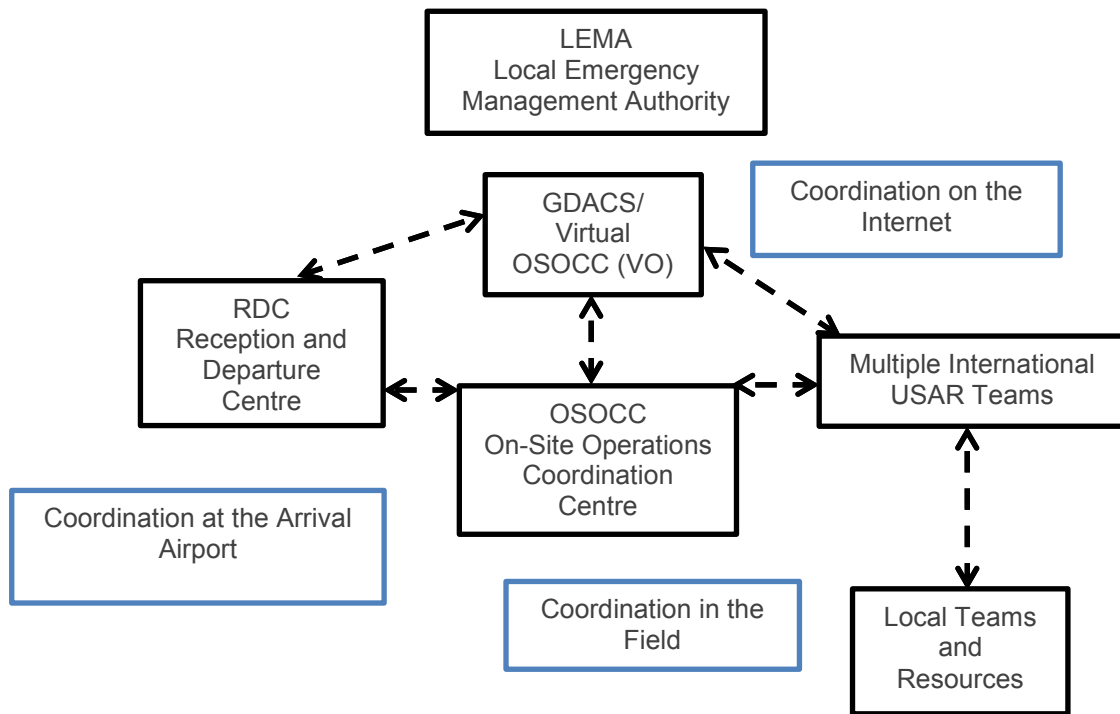 LEMA
Local Emergency
Management Authority
Coordination on the
Internet
GDACS/
Virtual
OSOCC (VO)
RDC
Reception and
Departure
Centre
Multiple International
USAR Teams
OSOCC
On-Site Operations
Coordination
Centre
Coordination at the Arrival
Airport
Coordination in the
Field
Local Teams
and
Resources